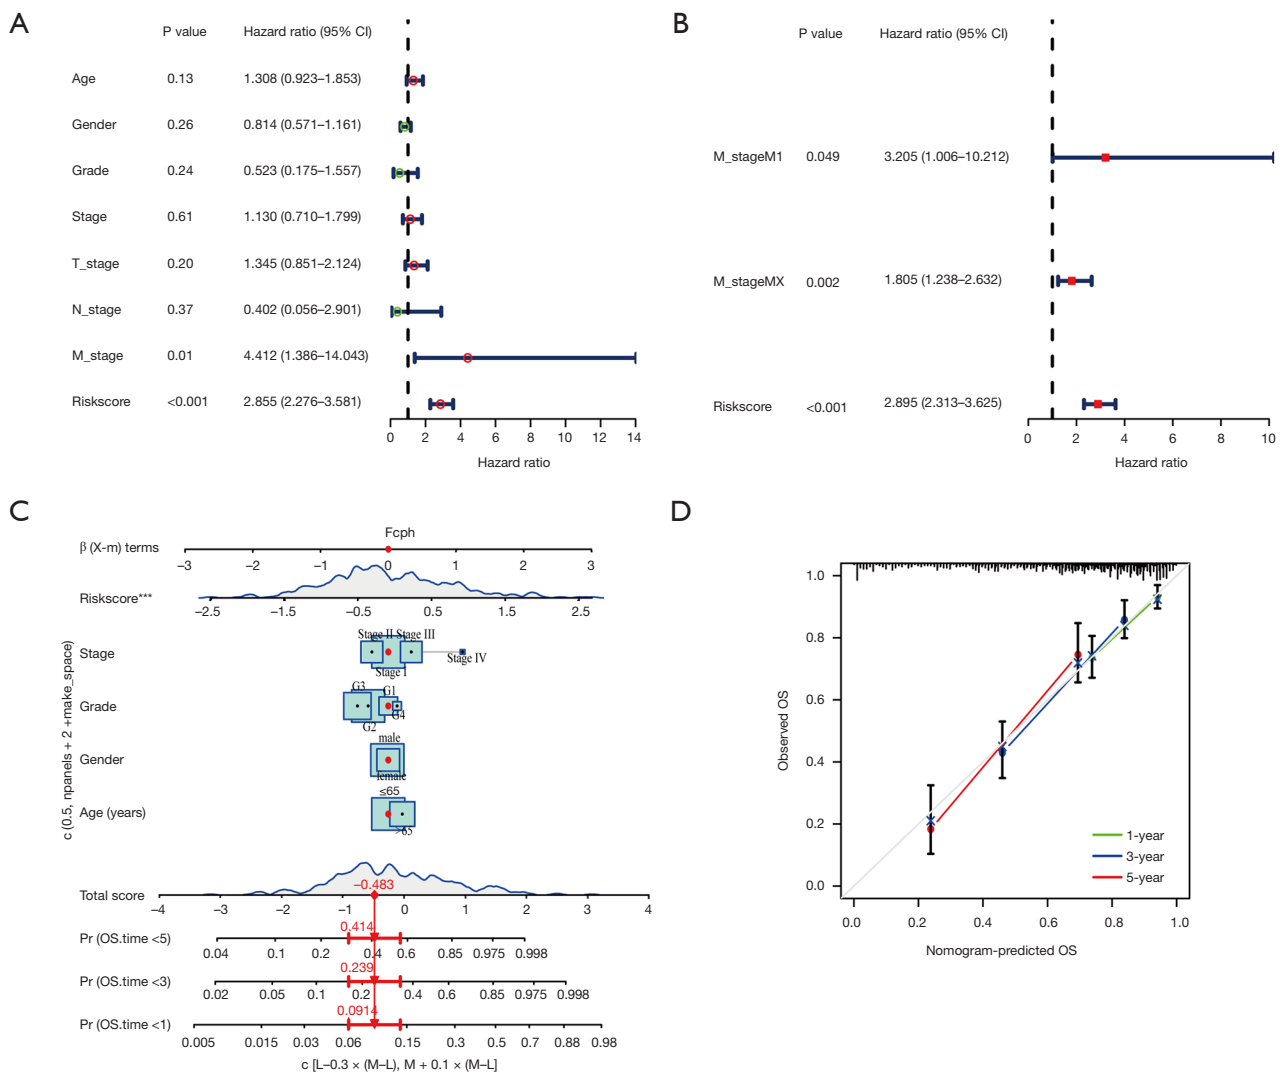 A
P value Hazard ratio (95% CI)
Age 0.13 1.308 (0.923–1.853)
Gender 0.26 0.814 (0.571–1.161)
Grade 0.24 0.523 (0.175–1.557)
Stage 0.61 1.130 (0.710–1.799)
T_stage 0.20 1.345 (0.851–2.124)
N_stage 0.37 0.402 (0.056–2.901)
M_stage 0.01 4.412 (1.386–14.043)
Riskscore <0.001 2.855 (2.276–3.581)
0 2 4 6 8 10 12 14
Hazard ratio
B
P value Hazard ratio (95% CI)
M_stageM1 0.049 3.205 (1.006–10.212)
M_stageMX 0.002 1.805 (1.238–2.632)
Riskscore <0.001 2.895 (2.313–3.625)
0 2 4 6 8 10
Hazard ratio
C
c (0.5, npanels + 2 +make_space)
Fcph
β (X-m) terms
–3 –2 –1 0 1 2 3
Riskscore***
–2.5 –1.5 –0.5 0.5 1.5 2.5
Stage II Stage III
Stage
Stage IV
Stage I
G3 G1
Grade
G4
G2
male
Gender
female
≤65
Age (years)
>65
–0.483
Total score
–4 –3 –2 –1 0 1 2 3 4
0.414
Pr (OS.time <5)
0.04 0.1 0.2 0.4 0.6 0.85 0.975 0.998
0.239
Pr (OS.time <3)
0.02 0.05 0.1 0.2 0.4 0.6 0.85 0.975 0.998
0.0914
Pr (OS.time <1)
0.005 0.015 0.03 0.06 0.15 0.3 0.5 0.7 0.88 0.98
c [L–0.3 × (M–L), M + 0.1 × (M–L]
D
Observed OS
1.0
0.8
0.6
0.4
0.2
0.0
1-year
3-year
5-year
0.0 0.2 0.4 0.6 0.8 1.0
Nomogram-predicted OS